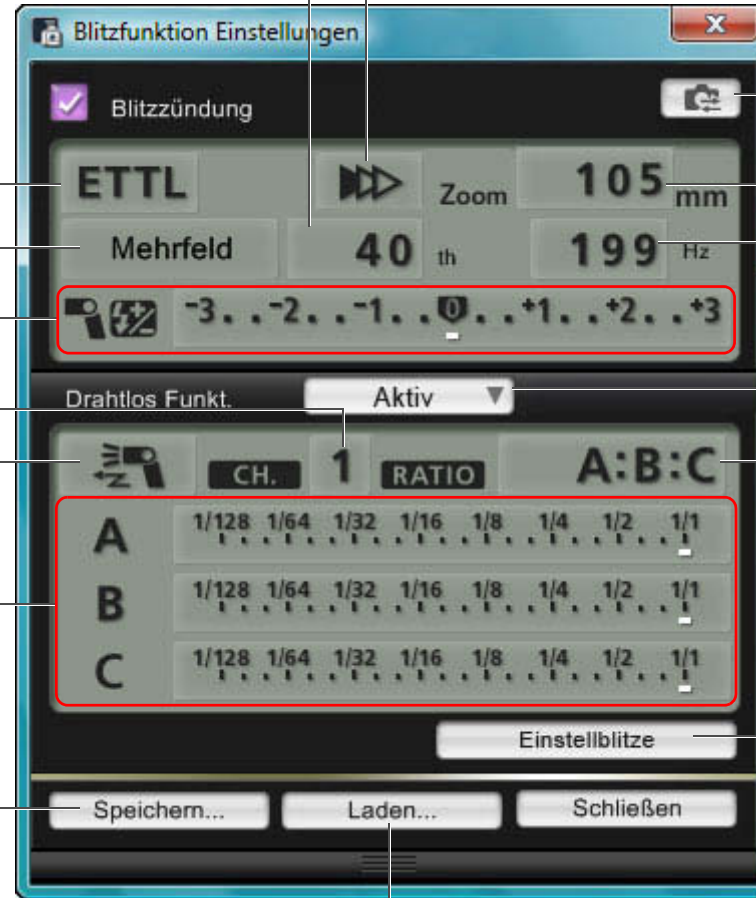 Blitzfunktion Einstellungen
Blitzzündung
ETTL Zoom 105 mm
Mehrfeld 40 th 199 Hz
-3..-2..-1..0..+1..+2..+3
Drahtlos Funkt. Aktiv
CH. 1 RATIO A:B:C
A 1/128 1/64 1/32 1/16 1/8 1/4 1/2 1/1
B 1/128 1/64 1/32 1/16 1/8 1/4 1/2 1/1
C 1/128 1/64 1/32 1/16 1/8 1/4 1/2 1/1
Einstellblitze
Speichern... Laden... Schließen